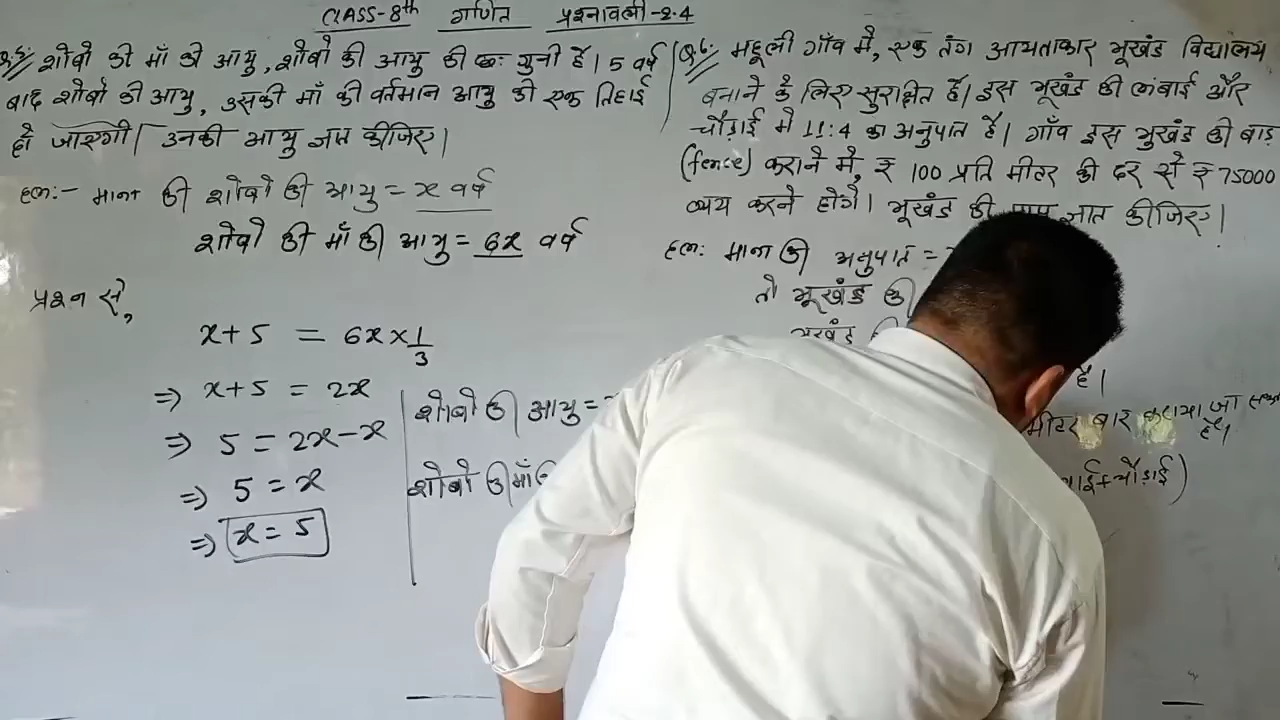 CLASS-8th गणित प्रश्नावली-2.4
Q.5:- शोबो की माँ की आयु, शोबो की आयु की छः गुनी है। 5 वर्ष
बाद शोबो की आयु, उसकी माँ की वर्तमान आयु की एक तिहाई
हो जाएगी। उनकी आयु ज्ञात कीजिए।
हल:- माना की शोबो की आयु = x वर्ष
शोबो की माँ की आयु = 6x वर्ष
प्रश्न से,
x+5 = 6x × 1/3
=> x+5 = 2x
=> 5 = 2x-x
=> 5 = x
=> x = 5
शोबो की आयु =
शोबो की माँ
Q.6:- महूली गाँव में, एक तंग आयताकार भूखंड विद्यालय
बनाने के लिए सुरक्षित है। इस भूखंड की लंबाई और
चौड़ाई में 11:4 का अनुपात है। गाँव इस भूखंड की बाड़
(fence) कराने में, ₹ 100 प्रति मीटर की दर से ₹ 75000
व्यय करने होंगे। भूखंड की माप ज्ञात कीजिए।
हल: माना की अनुपात =
तो भूखंड की
भूखंड की
है।
मीटर बार कराया जा सकता
है।
+चौड़ाई)